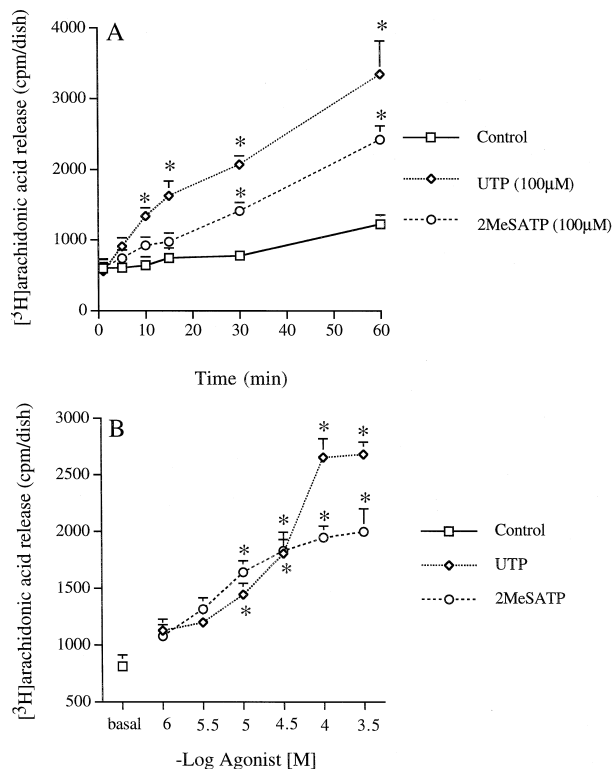 A
[³H]arachidonic acid release (cpm/dish)
4000
3000
2000
1000
0
* * * * * *
0 10 20 30 40 50 60
Time (min)
Control
UTP (100µM)
2MeSATP (100µM)
B
[³H]arachidonic acid release (cpm/dish)
3000
2500
2000
1500
1000
500
* * * * * * * *
basal 6 5.5 5 4.5 4 3.5
-Log Agonist [M]
Control
UTP
2MeSATP